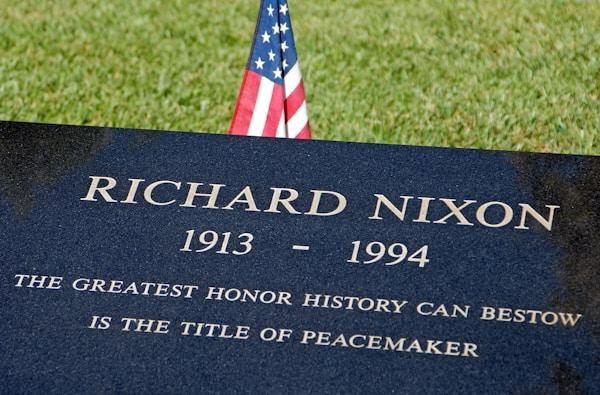 RICHARD NIXON
1913 - 1994
THE GREATEST HONOR HISTORY CAN BESTOW
IS THE TITLE OF PEACEMAKER